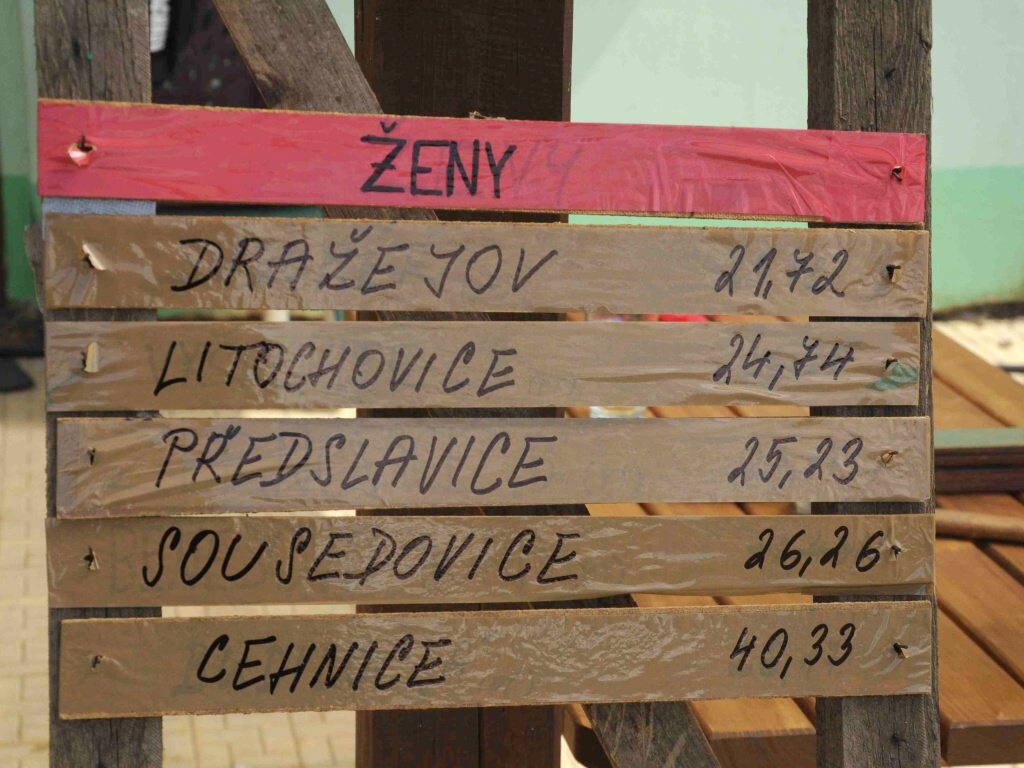 ŽENY
DRAŽEJOV 21,72
LITOCHOVICE 24,74
PŘEDSLAVICE 25,23
SOUSEDOVICE 26,26
CEHNICE 40,33